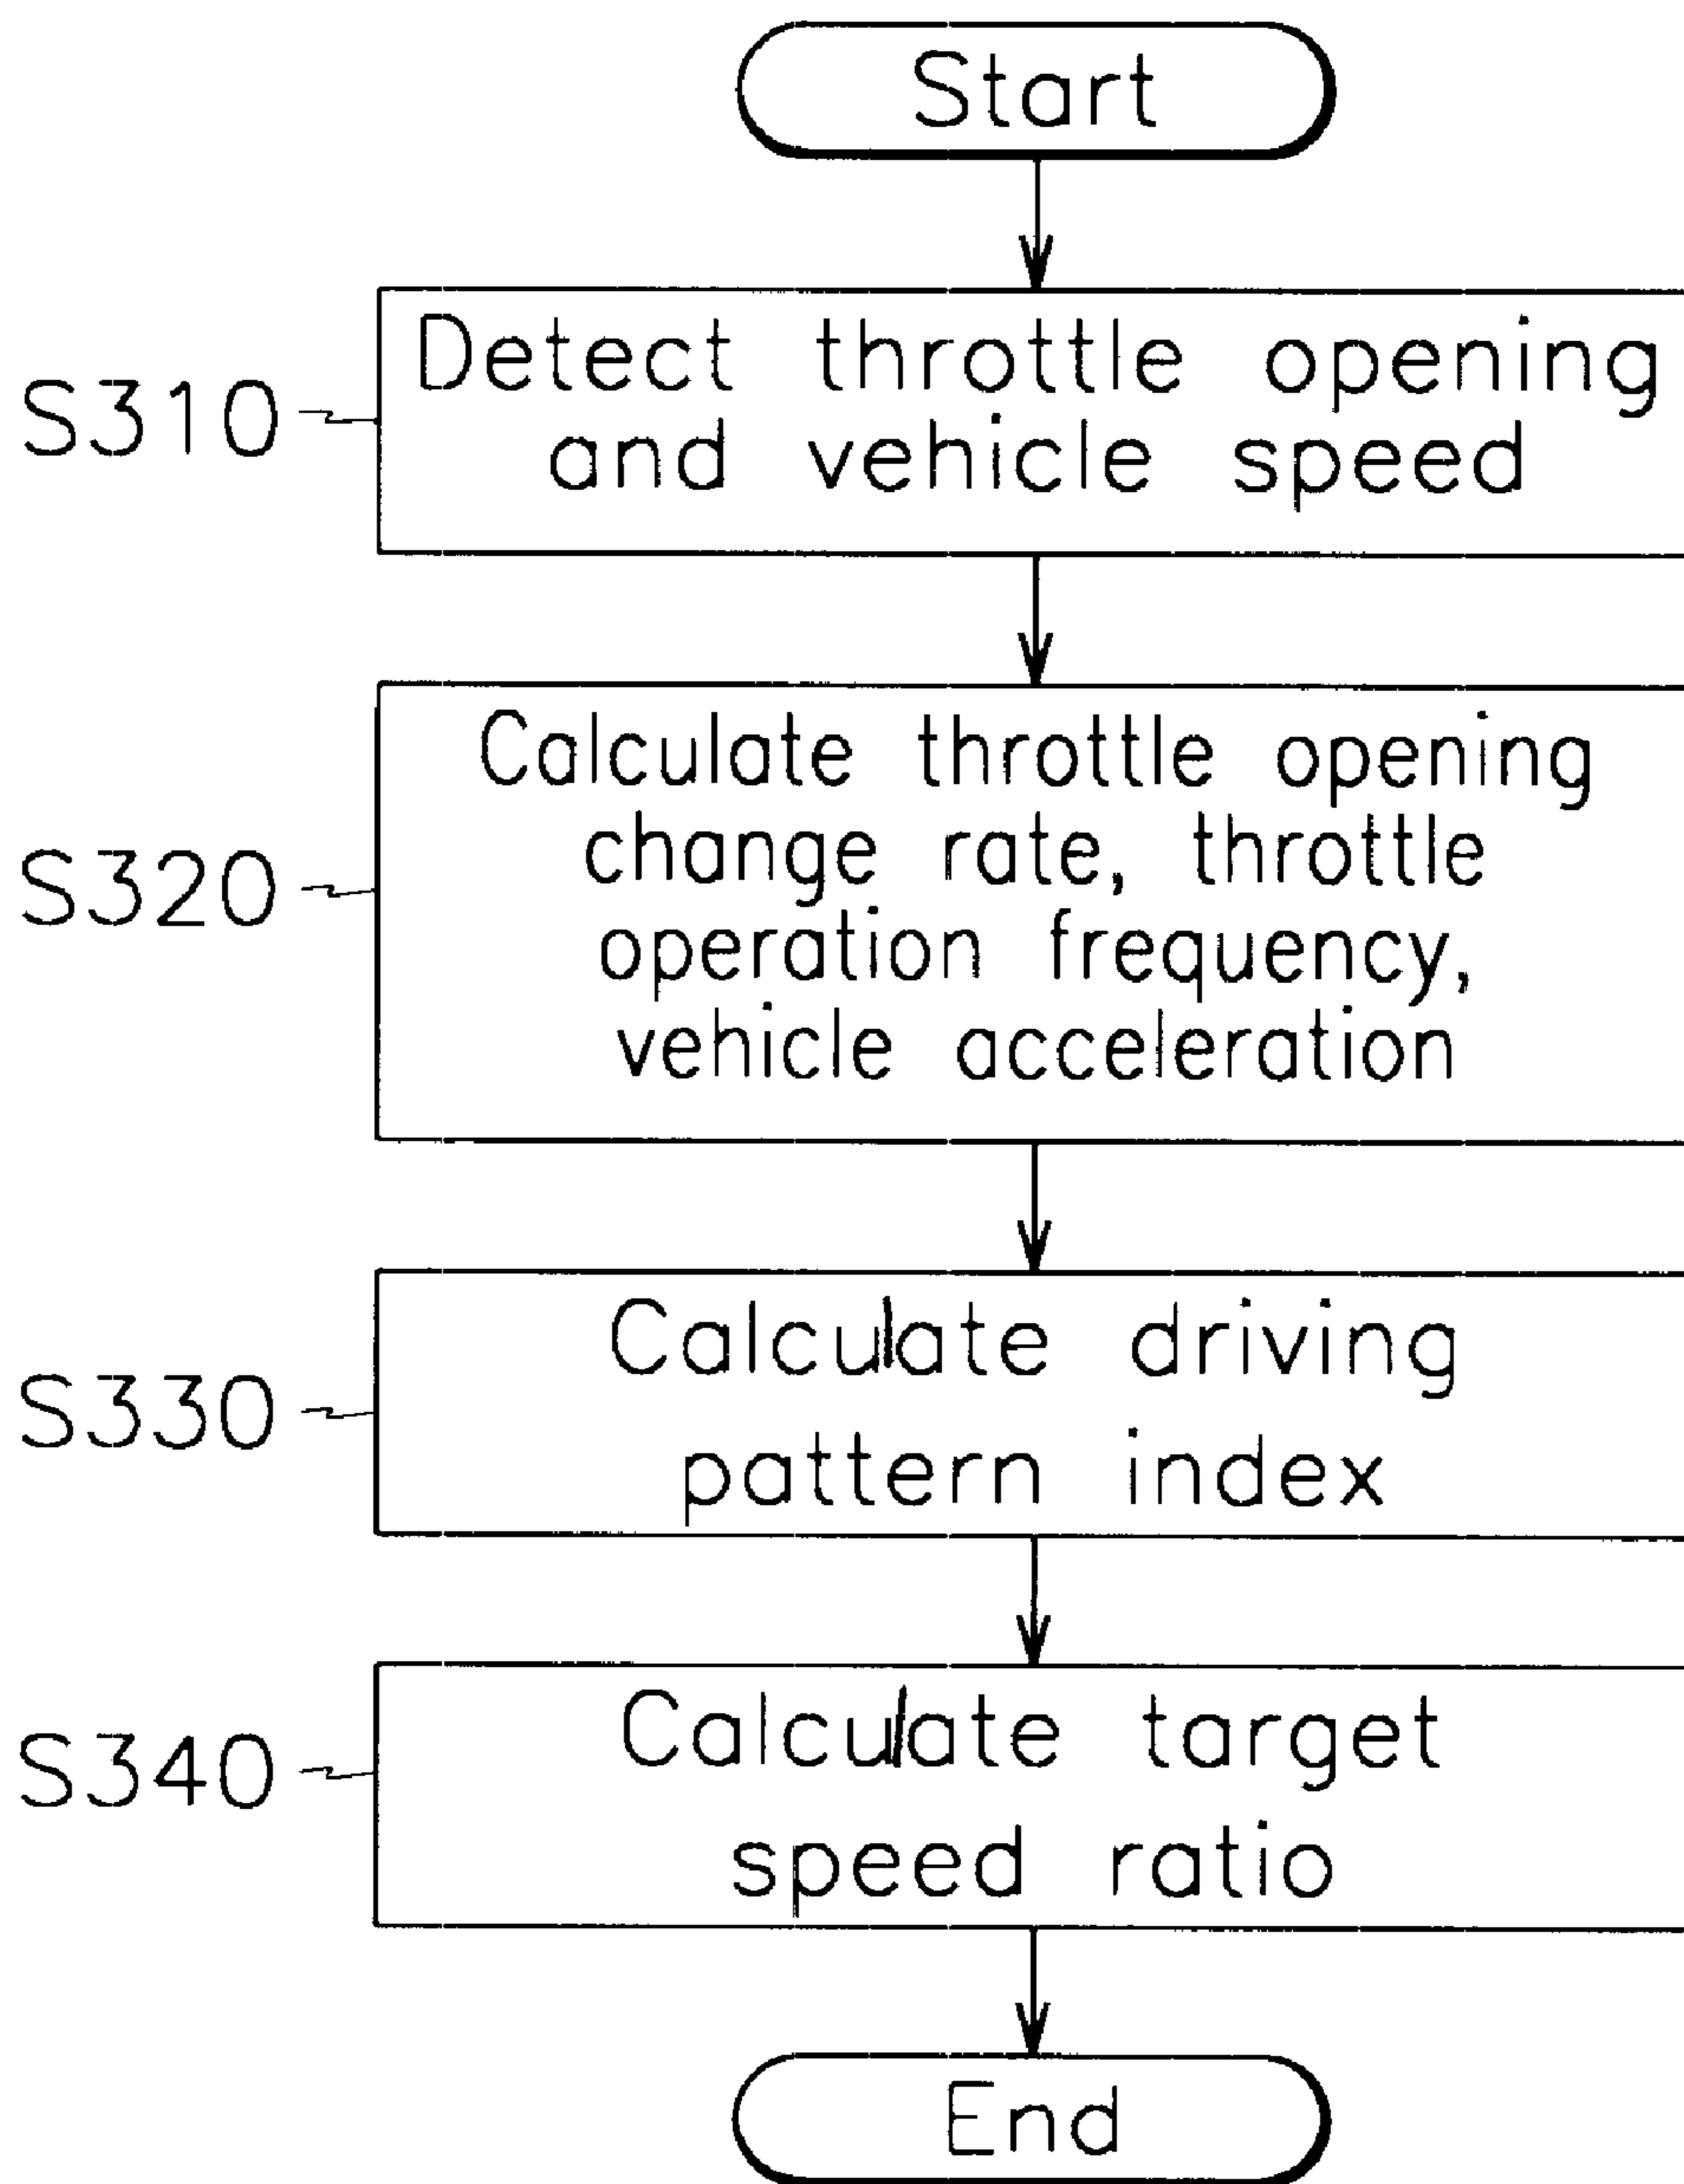 Start
S310
Detect throttle opening
and vehicle speed
S320
Calculate throttle opening
change rate, throttle
operation frequency,
vehicle acceleration
S330
Calculate driving
pattern index
S340
Calculate target
speed ratio
End